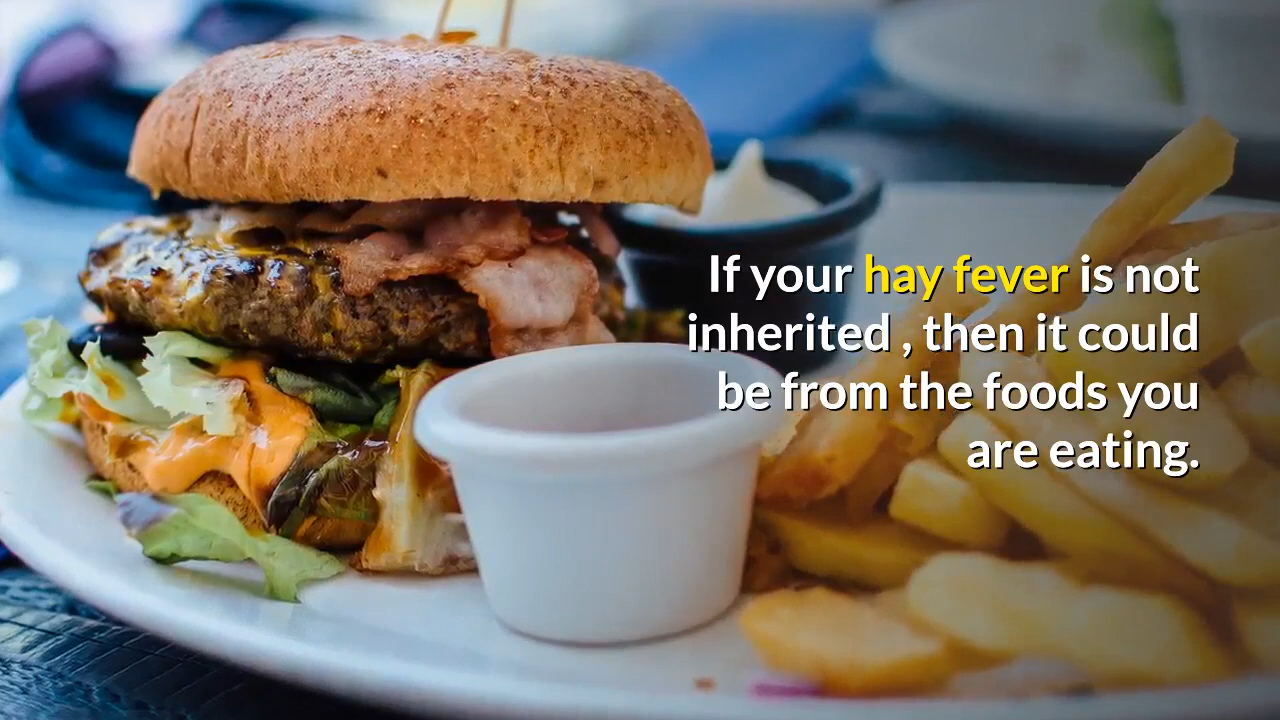 If your hay fever is not
inherited , then it could
be from the foods you
are eating.